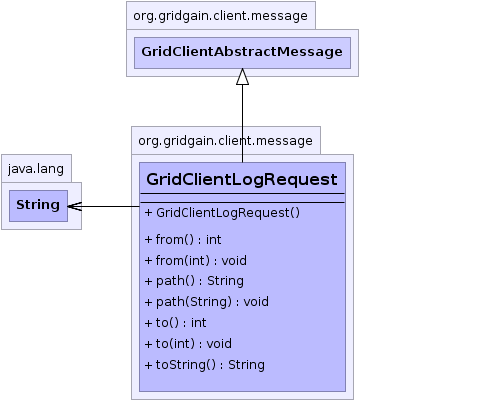 org.gridgain.client.message
GridClientAbstractMessage
org.gridgain.client.message
java.lang
String
GridClientLogRequest
+ GridClientLogRequest()
+ from() : int
+ from(int) : void
+ path() : String
+ path(String) : void
+ to() : int
+ to(int) : void
+ toString() : String